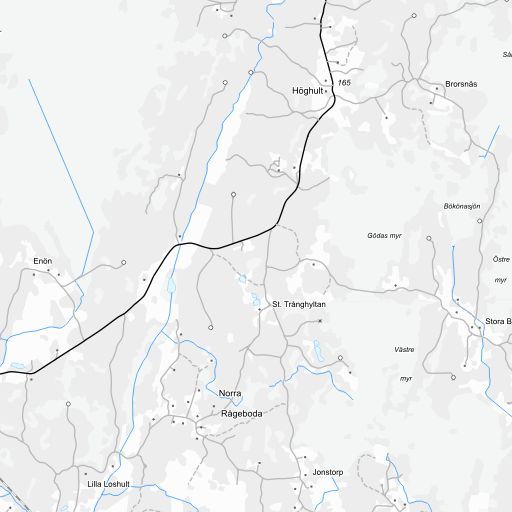 Höghult
165
Brorsnäs
Bökönasjön
Gödas myr
Östre
myr
Enön
St. Trånghyltan
Stora B
Västre
myr
Norra
Rågeboda
Jonstorp
Lilla Loshult